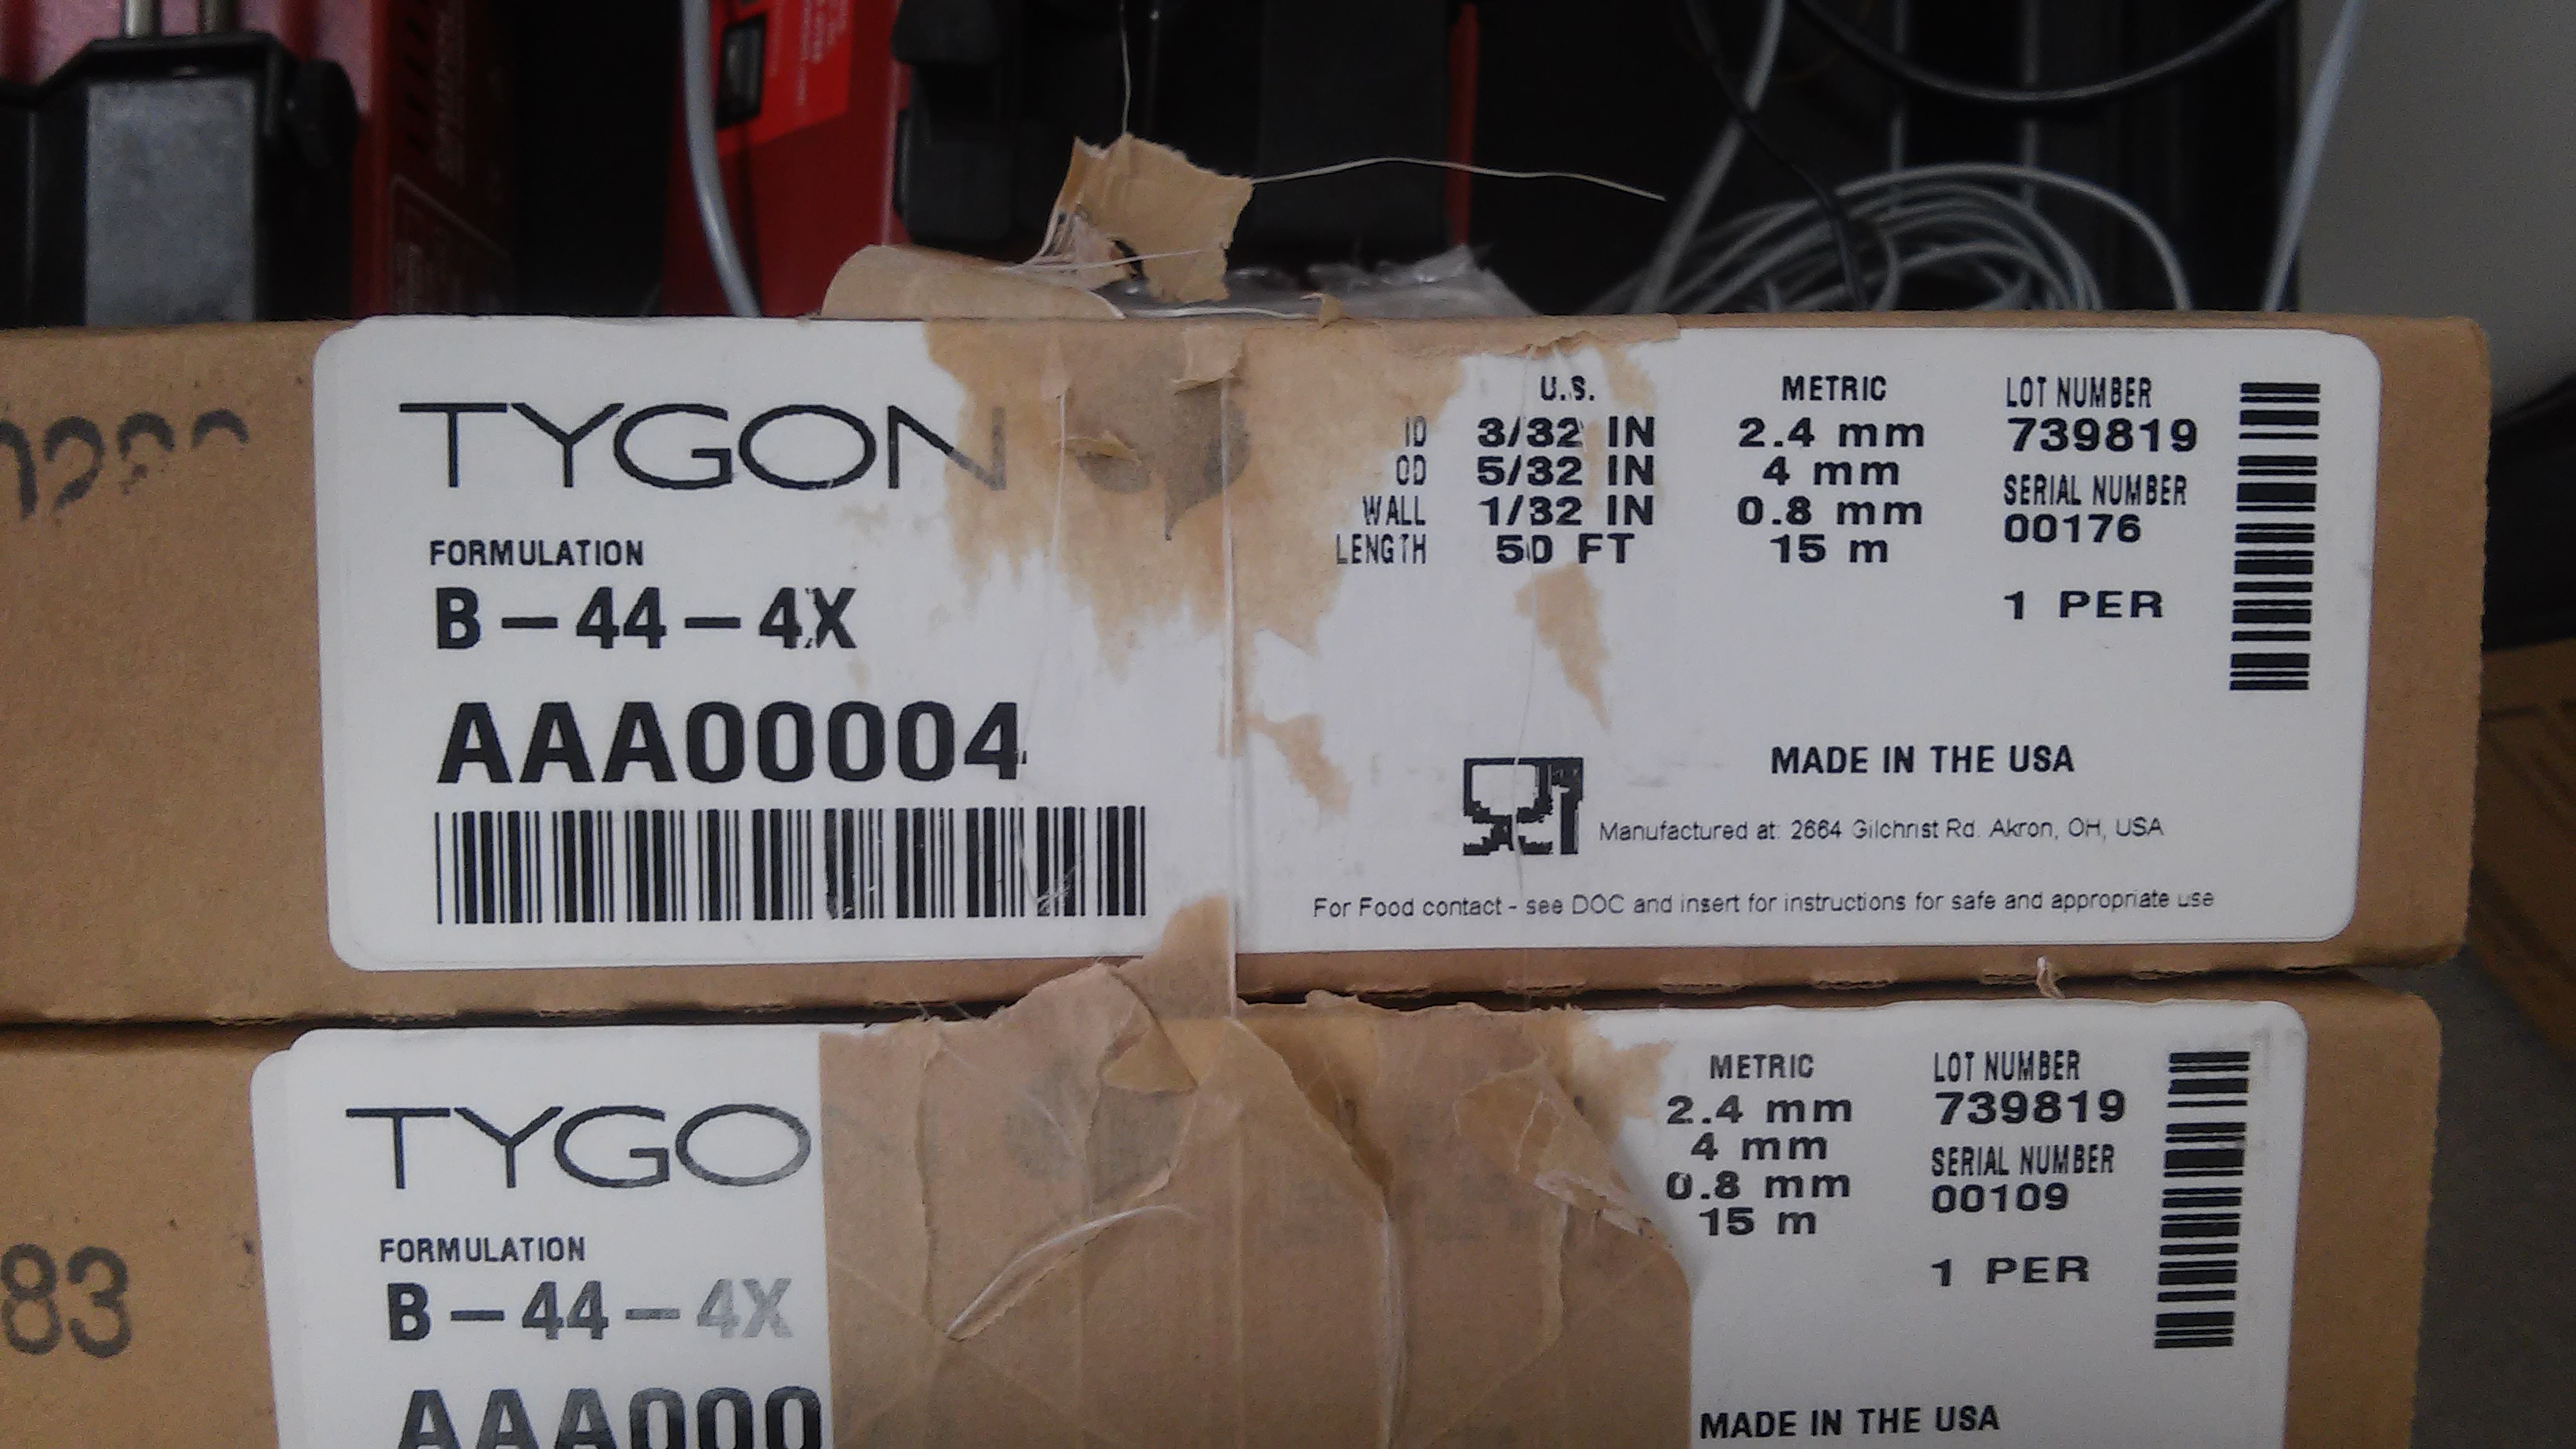 TYGON
FORMULATION
B-44-4X
AAA00004
U.S.
METRIC
LOT NUMBER
ID 3/32 IN 2.4 mm 739819
OD 5/32 IN 4 mm SERIAL NUMBER
WALL 1/32 IN 0.8 mm 00176
LENGTH 50 FT 15 m
1 PER
MADE IN THE USA
Manufactured at: 2664 Gilchrist Rd. Akron, OH, USA
For Food contact - see DOC and insert for instructions for safe and appropriate use
TYGO
FORMULATION
B-44-4X
AAA000
METRIC
LOT NUMBER
2.4 mm 739819
4 mm SERIAL NUMBER
0.8 mm 00109
15 m
1 PER
MADE IN THE USA
83